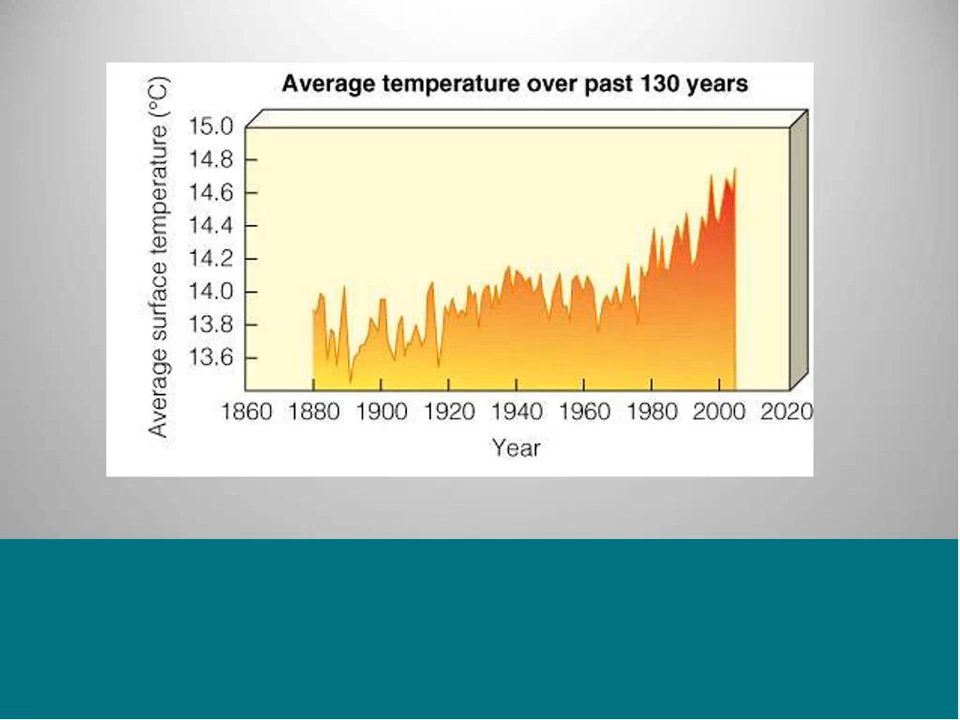 Average temperature over past 130 years
Average surface temperature (°C)
15.0
14.8
14.6
14.4
14.2
14.0
13.8
13.6
1860 1880 1900 1920 1940 1960 1980 2000 2020
Year